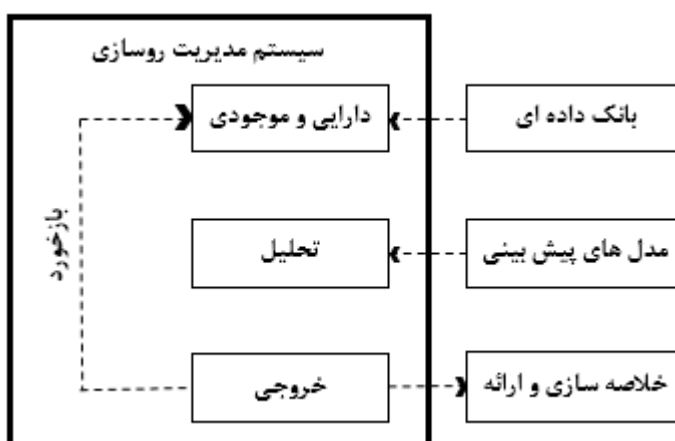 سیستم مدیریت روسازی
دارایی و موجودی
بانک داده ای
بازخورد
تحلیل
مدل های پیش بینی
خروجی
خلاصه سازی و ارائه